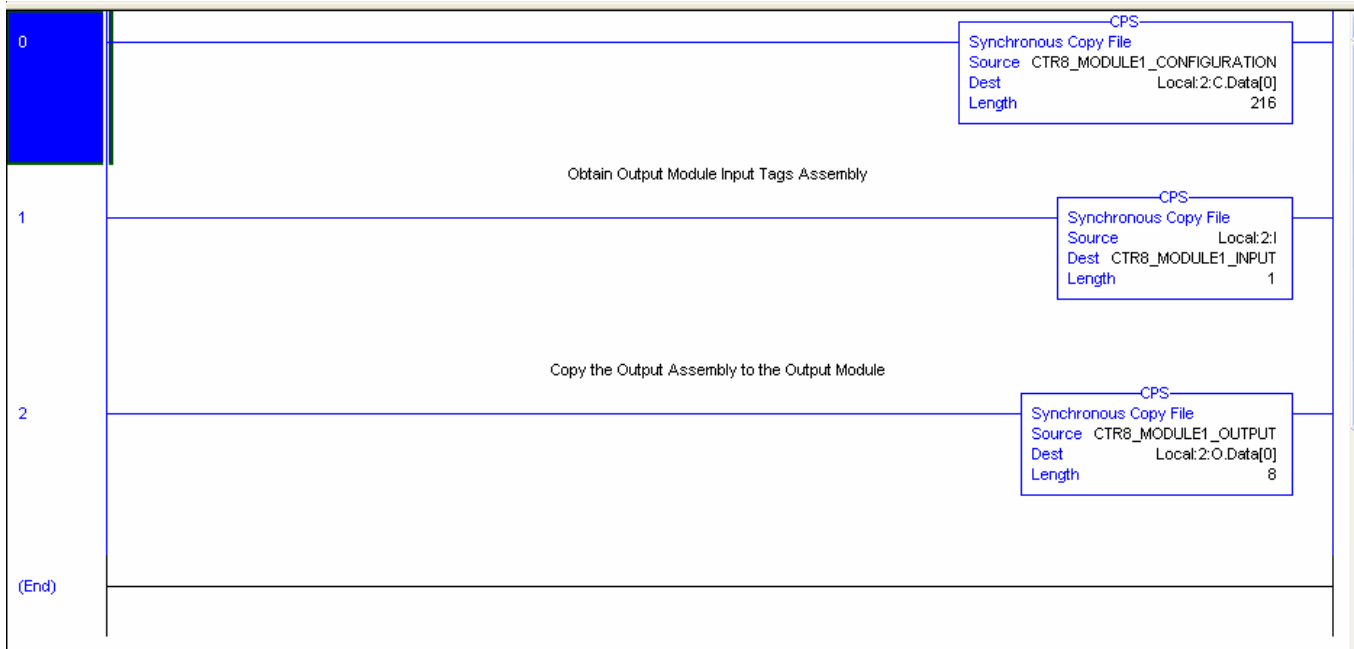 0
CPS
Synchronous Copy File
Source CTR8_MODULE1_CONFIGURATION
Dest Local:2:C.Data[0]
Length 216
Obtain Output Module Input Tags Assembly
1
CPS
Synchronous Copy File
Source Local:2:I
Dest CTR8_MODULE1_INPUT
Length 1
Copy the Output Assembly to the Output Module
2
CPS
Synchronous Copy File
Source CTR8_MODULE1_OUTPUT
Dest Local:2:O.Data[0]
Length 8
(End)